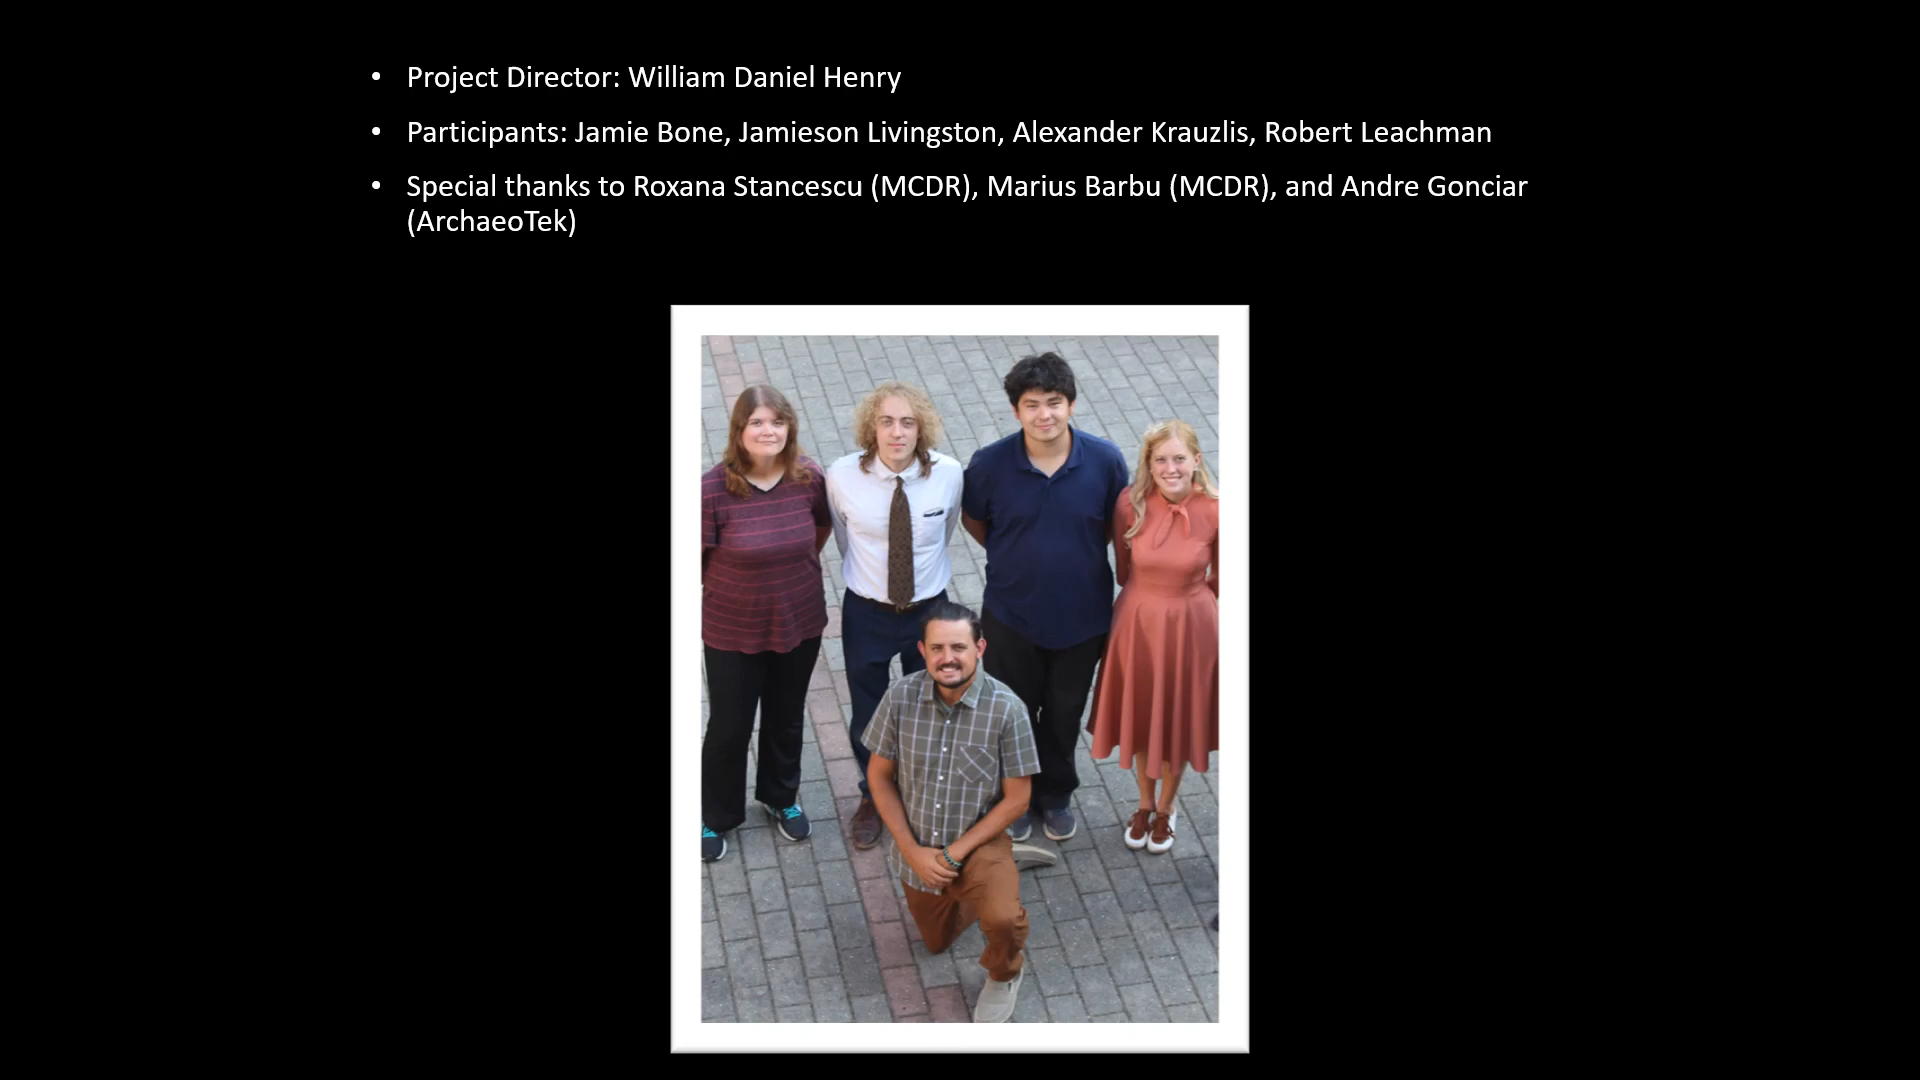 • Project Director: William Daniel Henry
• Participants: Jamie Bone, Jamieson Livingston, Alexander Krauzlis, Robert Leachman
• Special thanks to Roxana Stancescu (MCDR), Marius Barbu (MCDR), and Andre Gonciar
(ArchaeoTek)